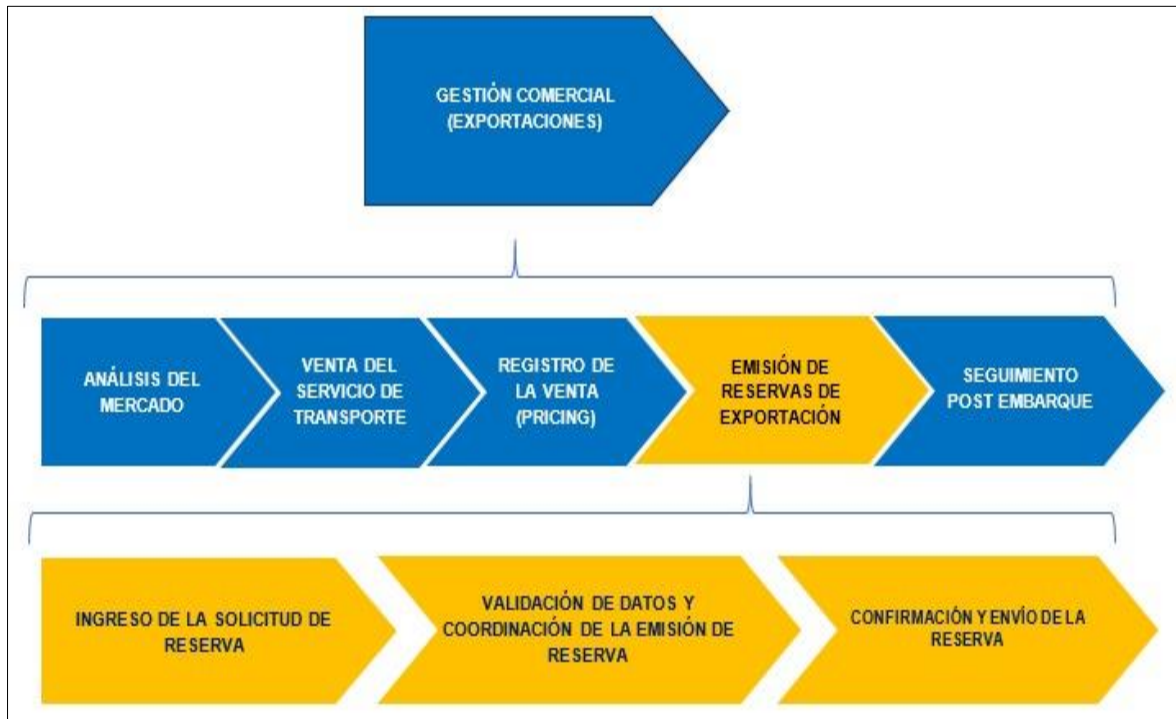 GESTIÓN COMERCIAL
(EXPORTACIONES)
ANÁLISIS DEL
MERCADO
VENTA DEL
SERVICIO DE
TRANSPORTE
REGISTRO DE
LA VENTA
(PRICING)
EMISIÓN DE
RESERVAS DE
EXPORTACIÓN
SEGUIMIENTO
POST EMBARQUE
INGRESO DE LA SOLICITUD DE
RESERVA
VALIDACIÓN DE DATOS Y
COORDINACIÓN DE LA EMISIÓN DE
RESERVA
CONFIRMACIÓN Y ENVÍO DE LA
RESERVA